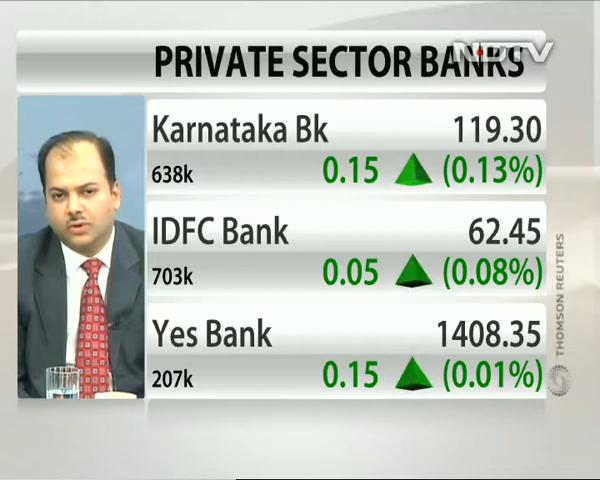 NDTV
PRIVATE SECTOR BANKS
Karnataka Bk 119.30
638k 0.15 (0.13%)
IDFC Bank 62.45
703k 0.05 (0.08%)
Yes Bank 1408.35
207k 0.15 (0.01%)
THOMSON REUTERS